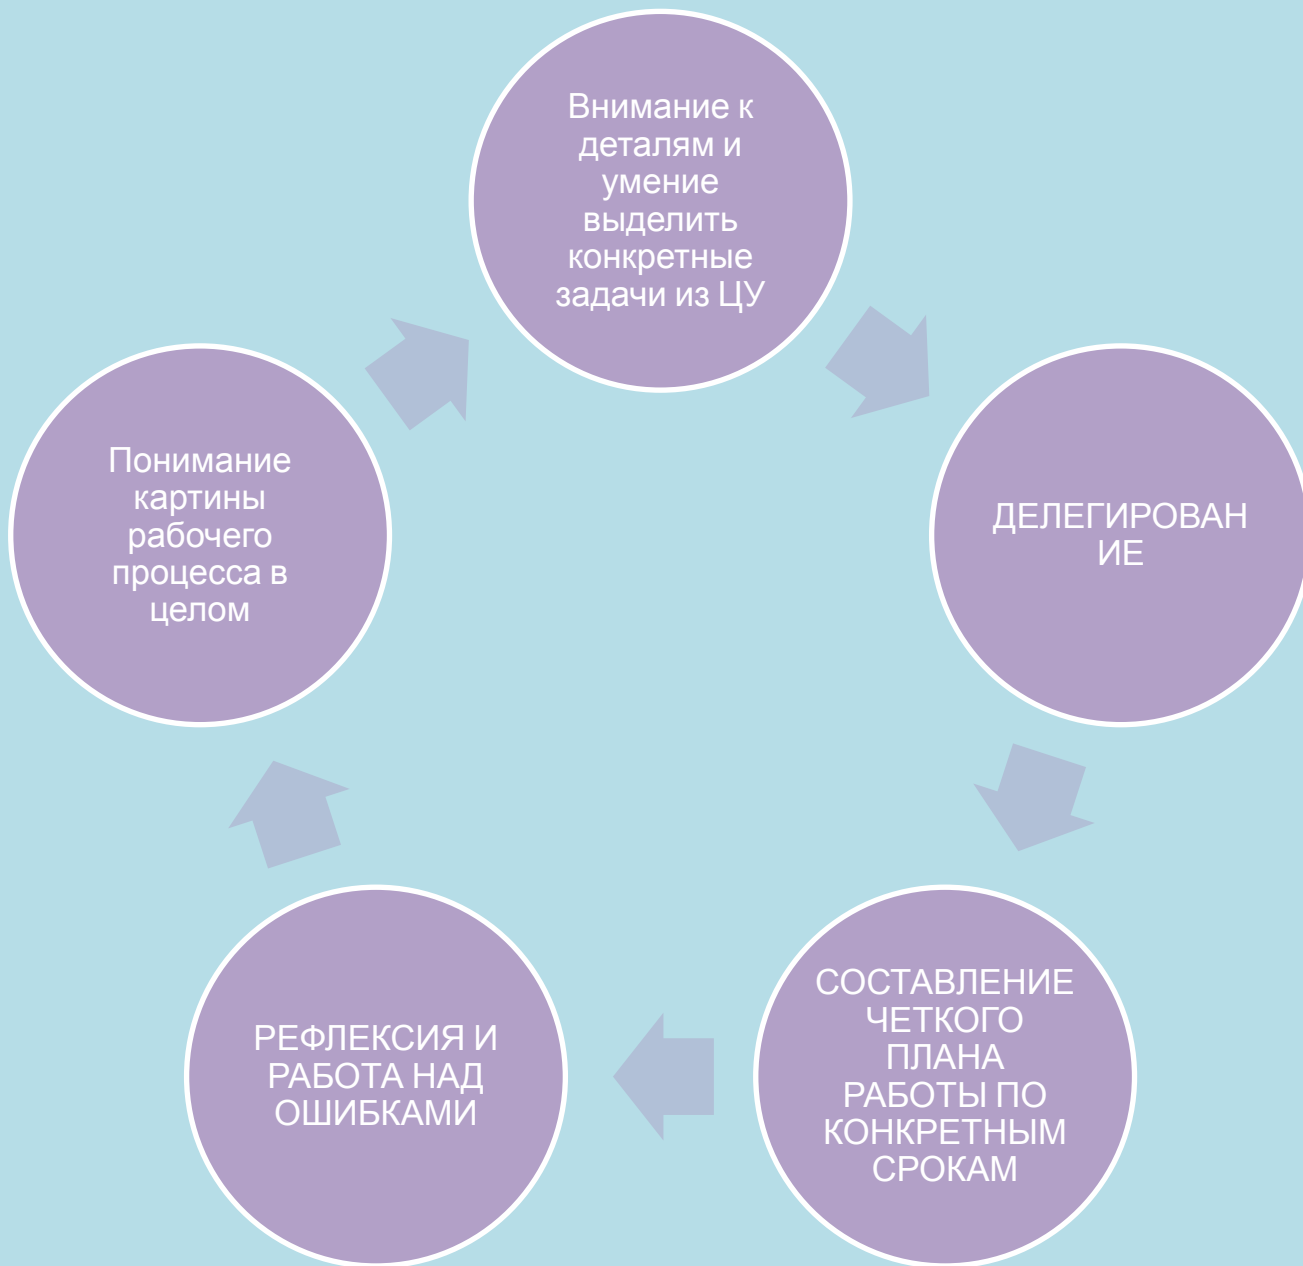 Внимание к
деталям и
умение
выделить
конкретные
задачи из ЦУ
ДЕЛЕГИРОВАН
ИЕ
СОСТАВЛЕНИЕ
ЧЕТКОГО
ПЛАНА
РАБОТЫ ПО
КОНКРЕТНЫМ
СРОКАМ
РЕФЛЕКСИЯ И
РАБОТА НАД
ОШИБКАМИ
Понимание
картины
рабочего
процесса в
целом